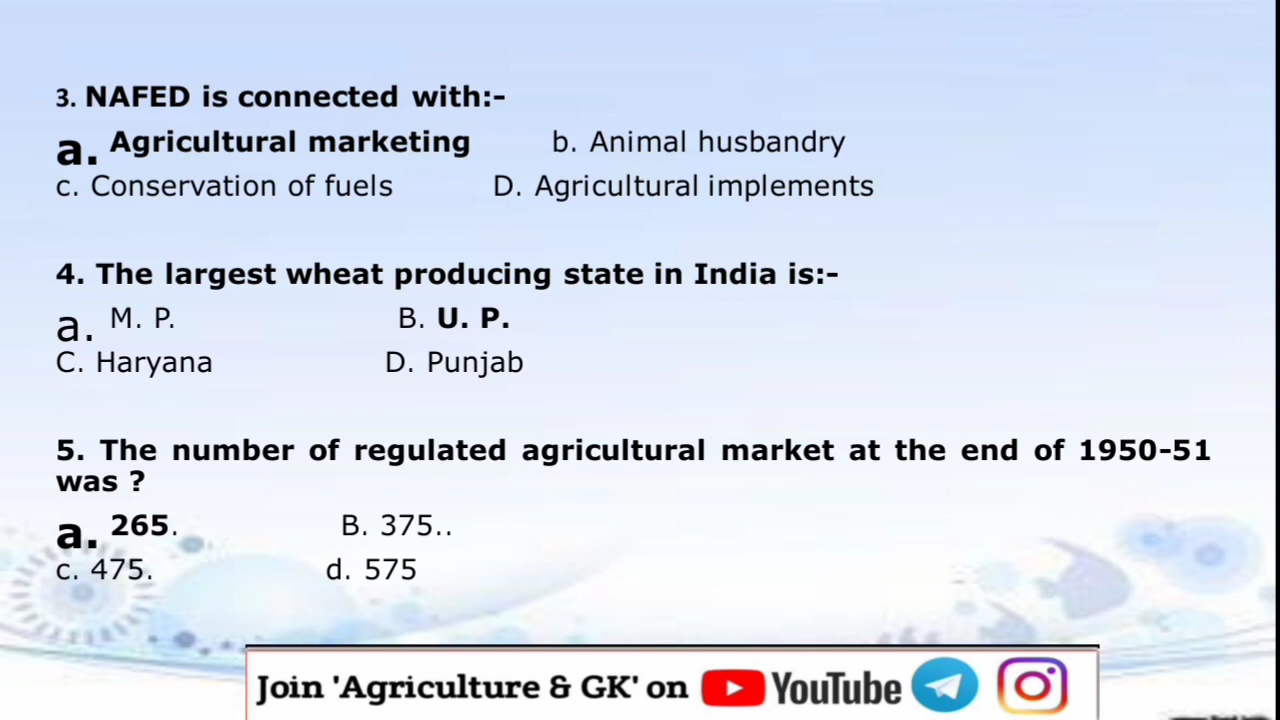 3. NAFED is connected with:-
a. Agricultural marketing b. Animal husbandry
c. Conservation of fuels D. Agricultural implements
4. The largest wheat producing state in India is:-
a. M. P. B. U. P.
C. Haryana D. Punjab
5. The number of regulated agricultural market at the end of 1950-51
was ?
a. 265. B. 375..
c. 475. d. 575
Join 'Agriculture & GK' on YouTube